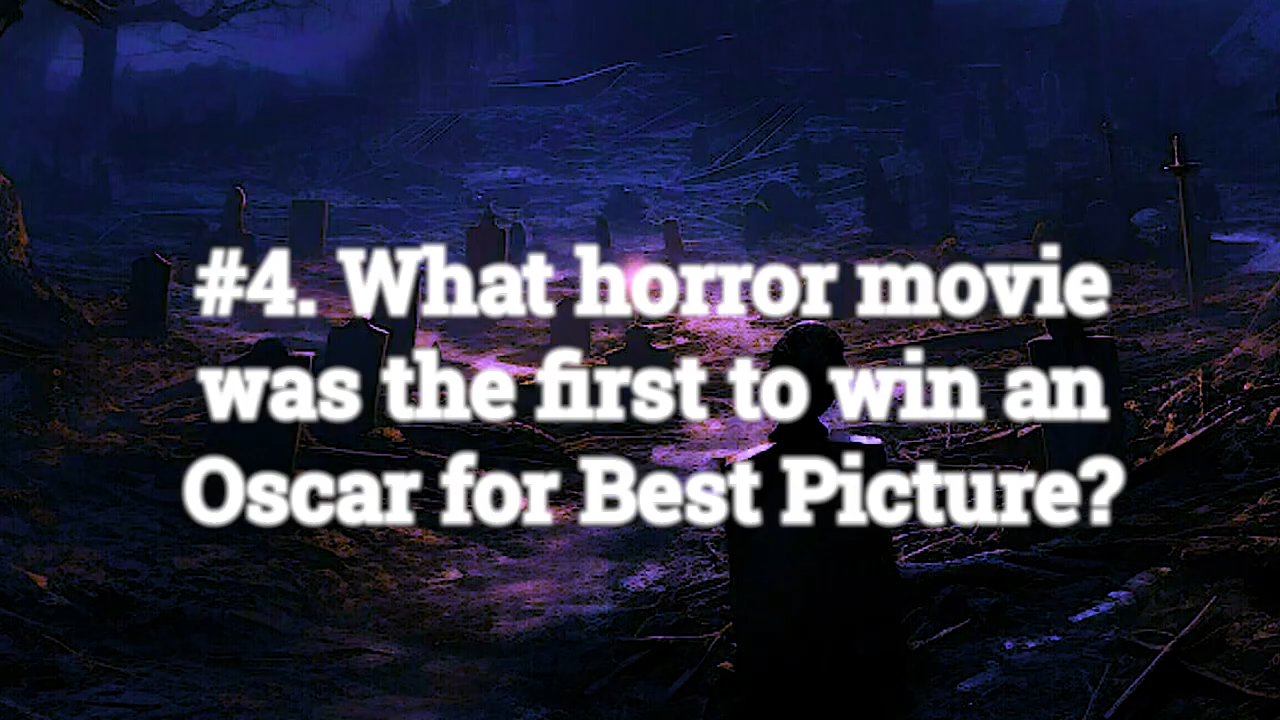 #4. What horror movie
was the first to win an
Oscar for Best Picture?